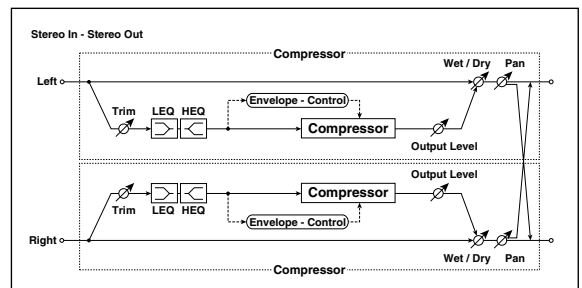 Stereo In - Stereo Out
Compressor
Wet / Dry Pan
Left
Envelope - Control
Trim LEQ HEQ
Compressor
Output Level
Output Level
Compressor
Trim LEQ HEQ
Envelope - Control
Right
Wet / Dry Pan
Compressor